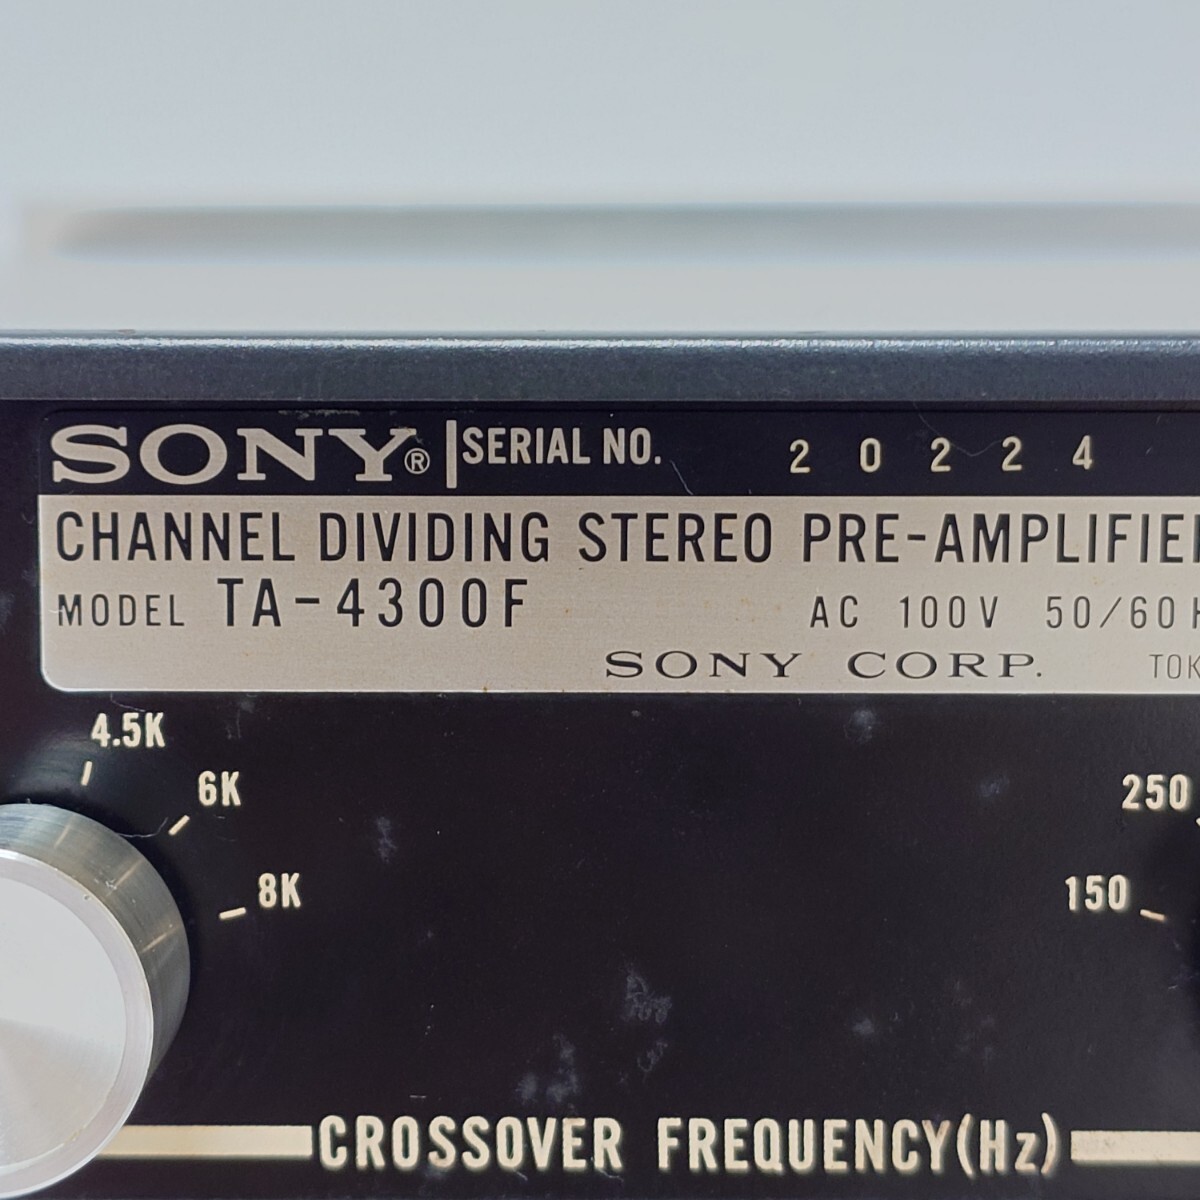 SONY® SERIAL NO. 20224
CHANNEL DIVIDING STEREO PRE-AMPLIFIE
MODEL TA-4300F AC 100V 50/60
SONY CORP. TOK
4.5K
6K
8K
250
150
CROSSOVER FREQUENCY(Hz)